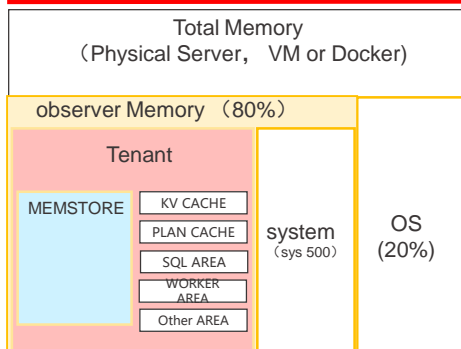 Total Memory
（Physical Server， VM or Docker)
observer Memory （80%）
Tenant
MEMSTORE
KV CACHE
PLAN CACHE
SQL AREA
WORKER
AREA
Other AREA
system
（sys 500）
OS
(20%)